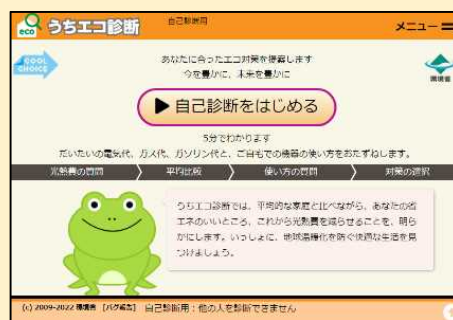 eco うちエコ診断 自己診断用 メニュー
COOL CHOICE
あなたに合ったエコ対策を提案します
今を豊かに、未来を豊かに
環境省
▶自己診断をはじめる
5分でわかります
だいたいの電気代、ガス代、ガソリン代と、ご自宅での機器の使い方をおたずねします。
光熱費の質問 平均比較 使い方の質問 対策の選択
うちエコ診断では、平均的な家庭と比べながら、あなたの省
エネのいいところ、これから光熱費を減らせることを、明ら
かにします。いっしょに、地球温暖化を防ぐ快適な生活を見
つけましょう。
(c) 2009-2022 環境省 [バグ報告] 自己診断用：他の人を診断できません